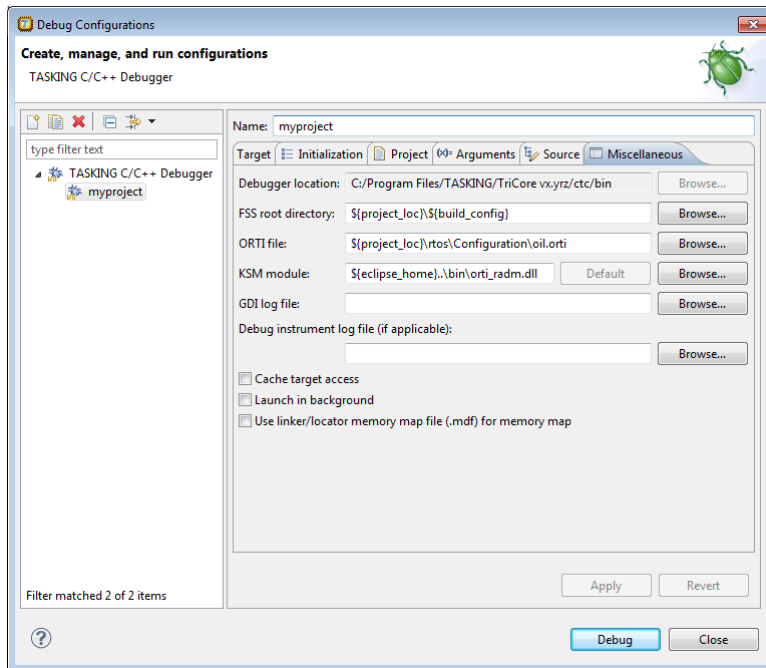 Debug Configurations
Create, manage, and run configurations
TASKING C/C++ Debugger
type filter text
TASKING C/C++ Debugger
myproject
Filter matched 2 of 2 items
Name: myproject
Target Initialization Project (x)= Arguments Source Miscellaneous
Debugger location: C:/Program Files/TASKING/TriCore vx.yrz/ctc/bin Browse...
FSS root directory: ${project_loc}\${build_config} Browse...
ORTI file: ${project_loc}\rtos\Configuration\oil.orti Browse...
KSM module: ${eclipse_home}..\bin\orti_radm.dll Default Browse...
GDI log file: Browse...
Debug instrument log file (if applicable):
Browse...
Cache target access
Launch in background
Use linker/locator memory map file (.mdf) for memory map
Apply Revert
? Debug Close